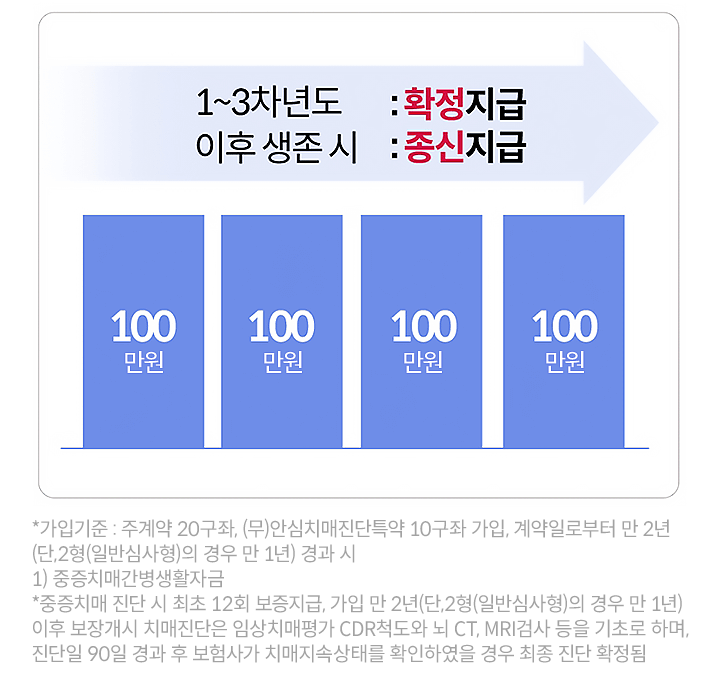 1~3차년도 : 확정지급
이후 생존 시 : 종신지급
100 100 100 100
만원 만원 만원 만원
*가입기준 : 주계약 20구좌, (무)안심치매진단특약 10구좌 가입, 계약일로부터 만 2년
(단,2형(일반심사형)의 경우 만 1년) 경과 시
1) 중증치매간병생활자금
*중증치매 진단 시 최초 12회 보증지급, 가입 만 2년(단,2형(일반심사형)의 경우 만 1년)
이후 보장개시 치매진단은 임상치매평가 CDR척도와 뇌 CT, MRI검사 등을 기초로 하며,
진단일 90일 경과 후 보험사가 치매지속상태를 확인하였을 경우 최종 진단 확정됨